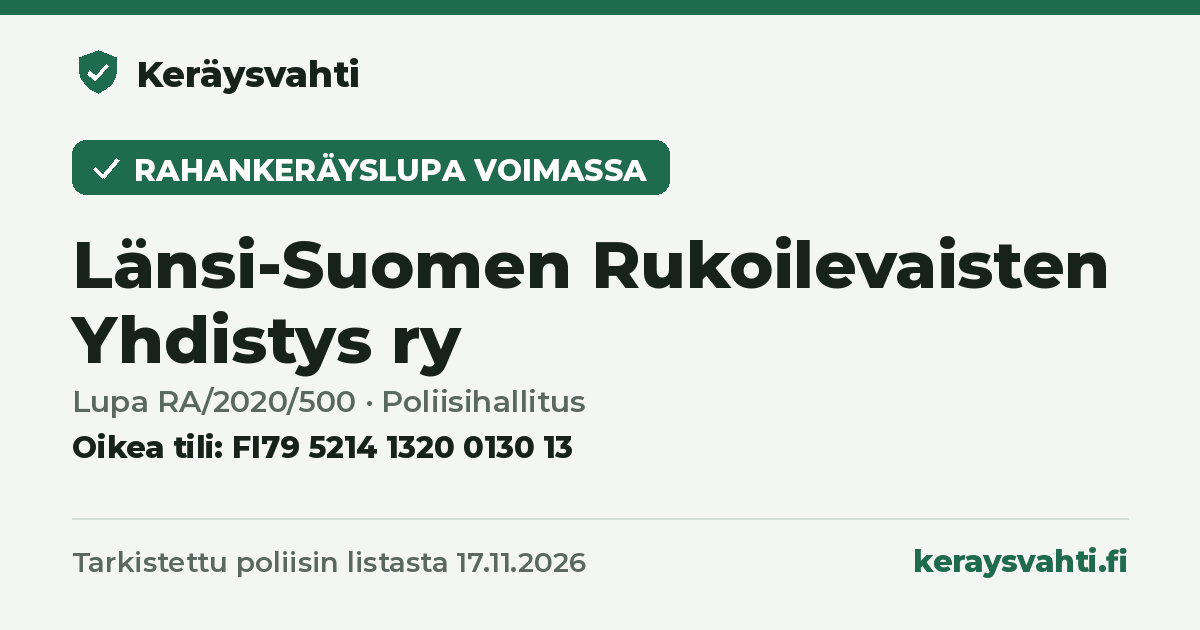 Keräysvahti
RAHANKERÄYSLUPA VOIMASSA
Länsi-Suomen Rukoilevaisten
Yhdistys ry
Lupa RA/2020/500 · Poliisihallitus
Oikea tili: FI79 5214 1320 0130 13
Tarkistettu poliisin listasta 17.11.2026
keraysvahti.fi